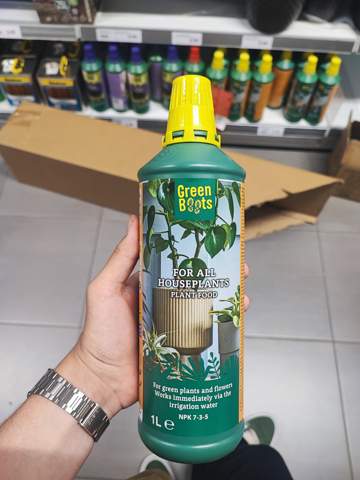 Green
Boots
FOR ALL
HOUSEPLANTS
PLANT FOOD
For green plants and flowers
Works immediately via the
irrigation water
NPK 7-3-5
1L e